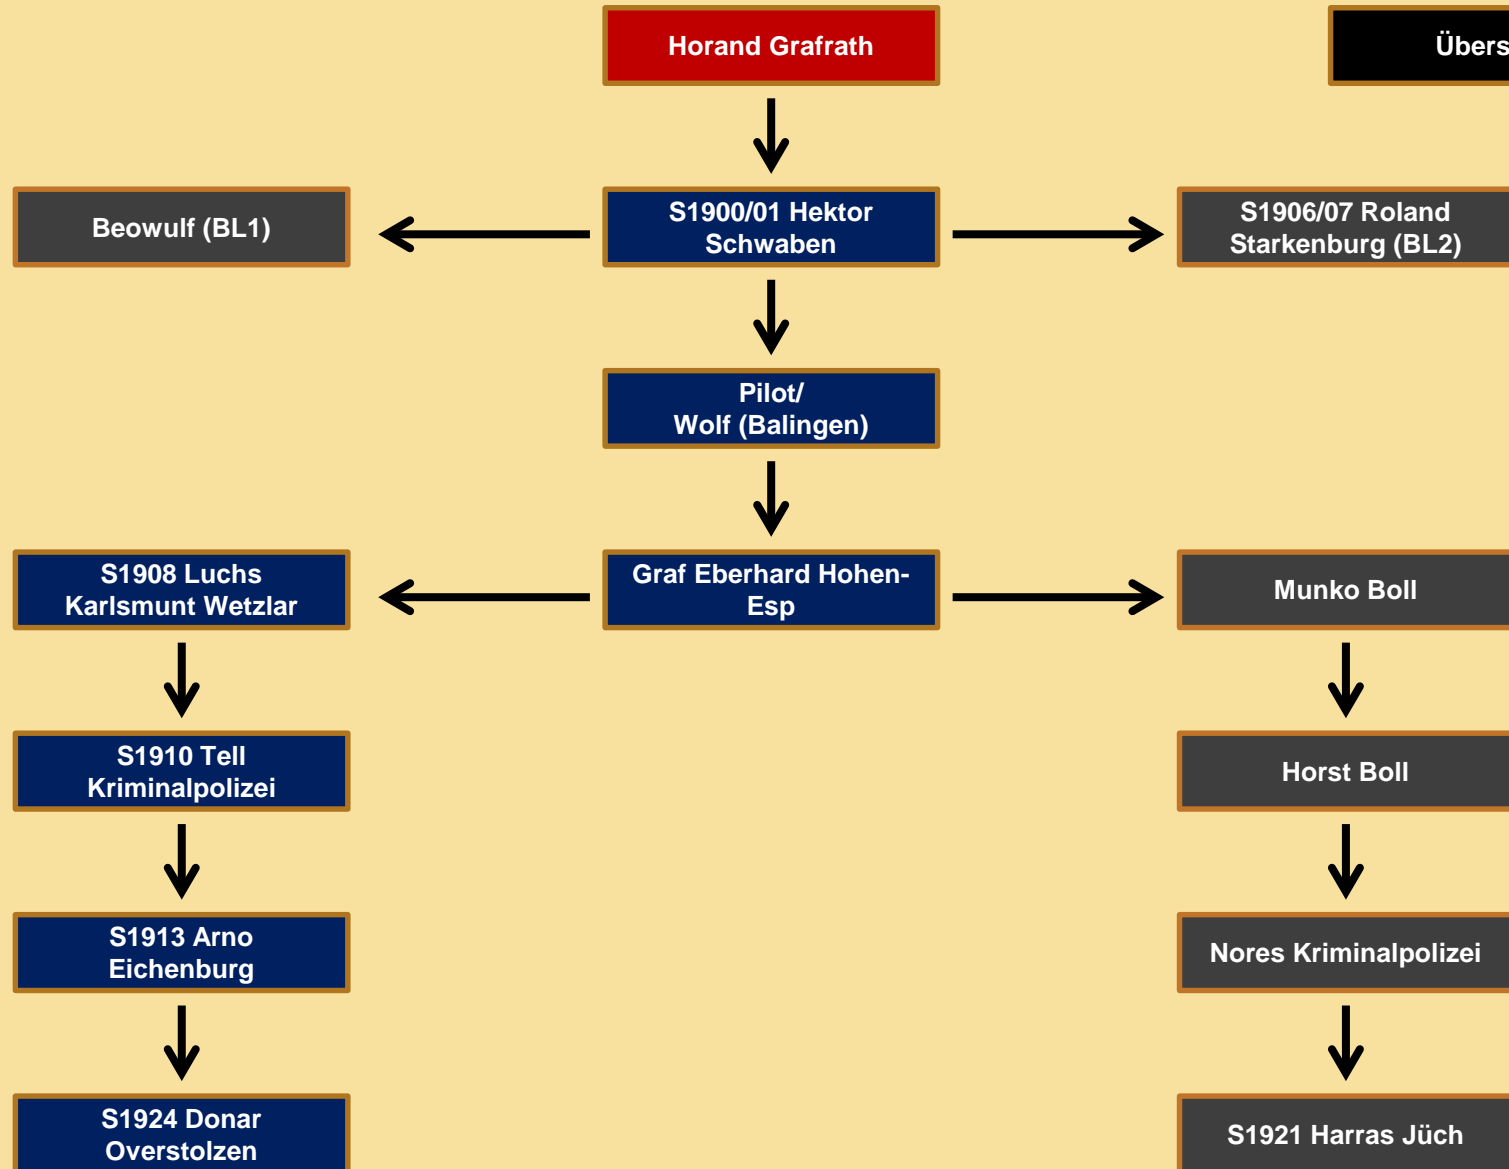 Horand Grafrath
Übers
Beowulf (BL1)
S1900/01 Hektor
Schwaben
S1906/07 Roland
Starkenburg (BL2)
Pilot/
Wolf (Balingen)
S1908 Luchs
Karlsmunt Wetzlar
Graf Eberhard Hohen-
Esp
Munko Boll
S1910 Tell
Kriminalpolizei
Horst Boll
S1913 Arno
Eichenburg
Nores Kriminalpolizei
S1924 Donar
Overstolzen
S1921 Harras Jüch